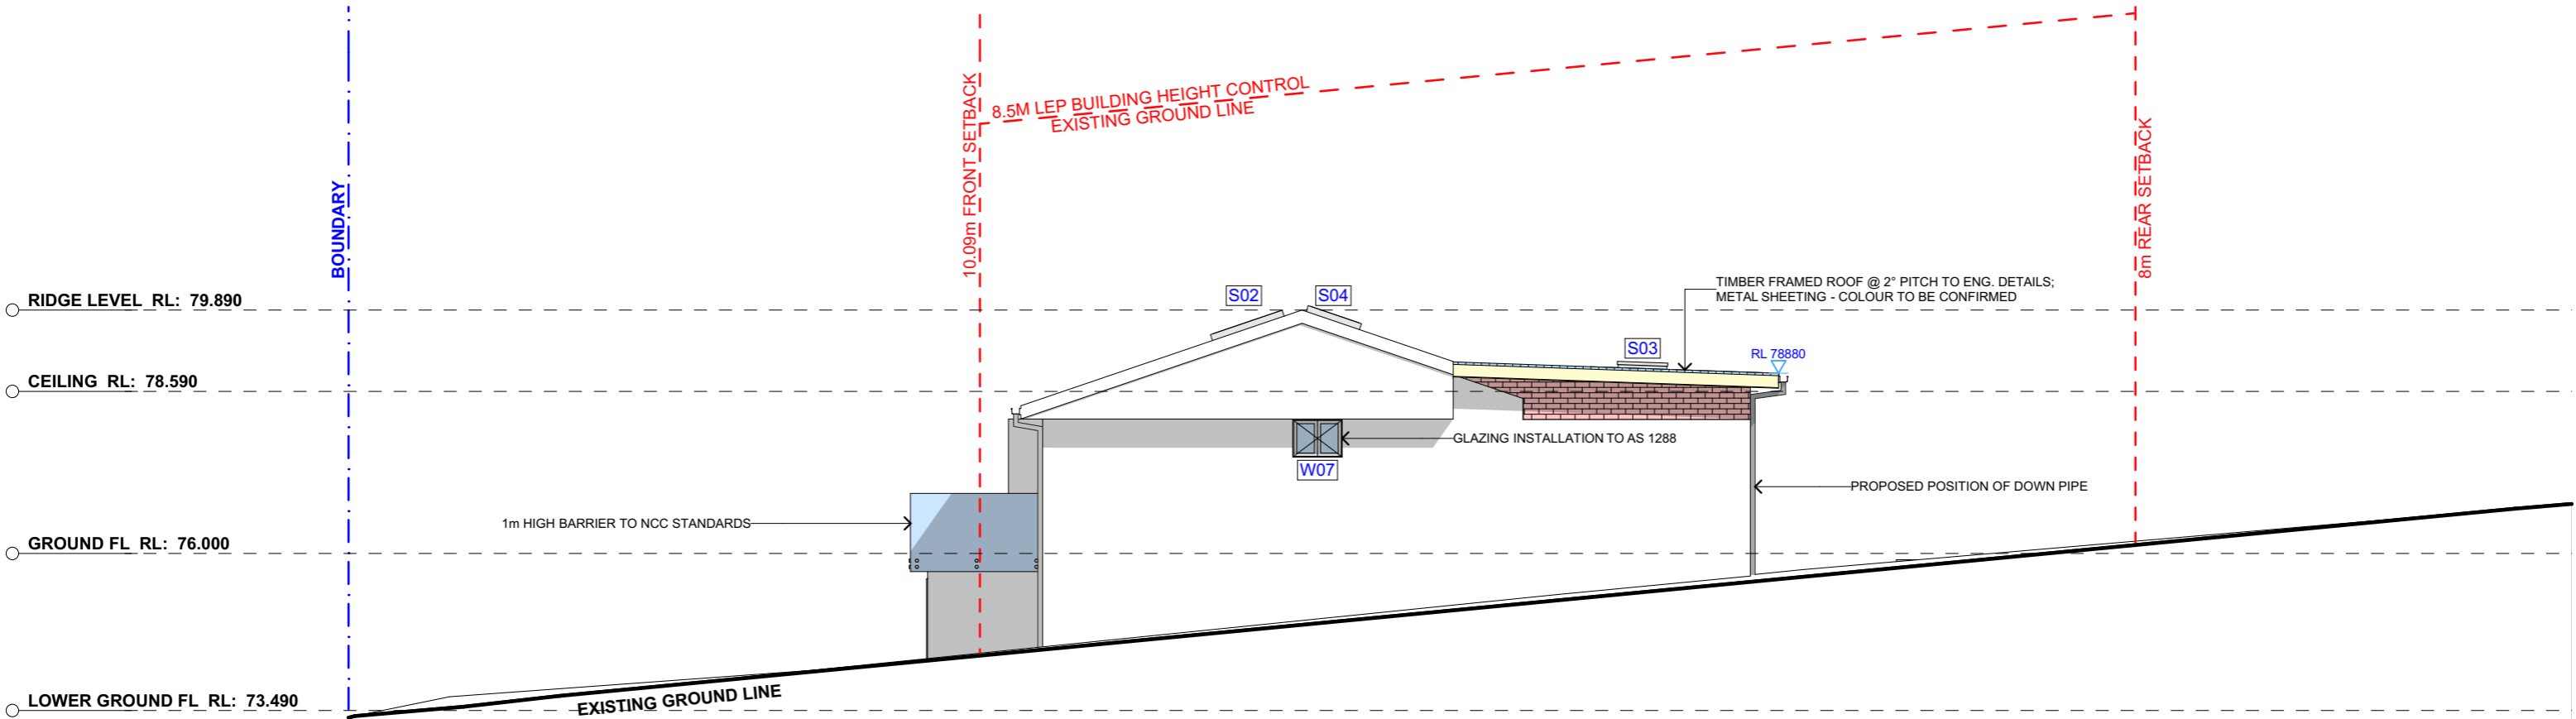 8.5M LEP BUILDING HEIGHT CONTROL
EXISTING GROUND LINE
10.09m FRONT SETBACK
BOUNDARY
8m REAR SETBACK
RIDGE LEVEL RL: 79.890
S02
S04
TIMBER FRAMED ROOF @ 2° PITCH TO ENG. DETAILS;
METAL SHEETING - COLOUR TO BE CONFIRMED
S03
RL 78880
CEILING RL: 78.590
GLAZING INSTALLATION TO AS 1288
W07
PROPOSED POSITION OF DOWN PIPE
1m HIGH BARRIER TO NCC STANDARDS
GROUND FL RL: 76.000
LOWER GROUND FL RL: 73.490
EXISTING GROUND LINE